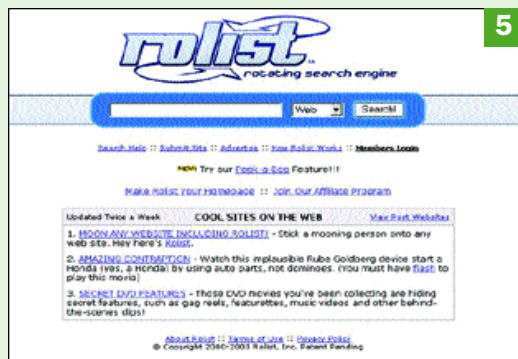 5
rolist
rotating search engine
Web Search!
Search Help :: Submit Site :: Advertise :: How Rolist Works :: Members Login
NEW! Try our Peek-a-Boo Feature!!!
Make Rolist Your Homepage :: Join Our Affiliate Program
Updated Twice a Week COOL SITES ON THE WEB View Past Websites
1. MOON ANY WEBSITE INCLUDING ROLIST! - Stick a mooning person onto any
web site. Hey here's Rolist.
2. AMAZING CONTRAPTION - Watch this implausible Rube Goldberg device start a
Honda (yes, a Honda) by using auto parts, not dominoes. (You must have flash to
play this movie)
3. SECRET DVD FEATURES - Those DVD movies you've been collecting are hiding
secret features, such as gag reels, featurettes, music videos and other behind-
the-scenes clips!
About Rolist :: Terms of Use :: Privacy Policy
© Copyright 2000-2003 Rolist, Inc. Patent Pending